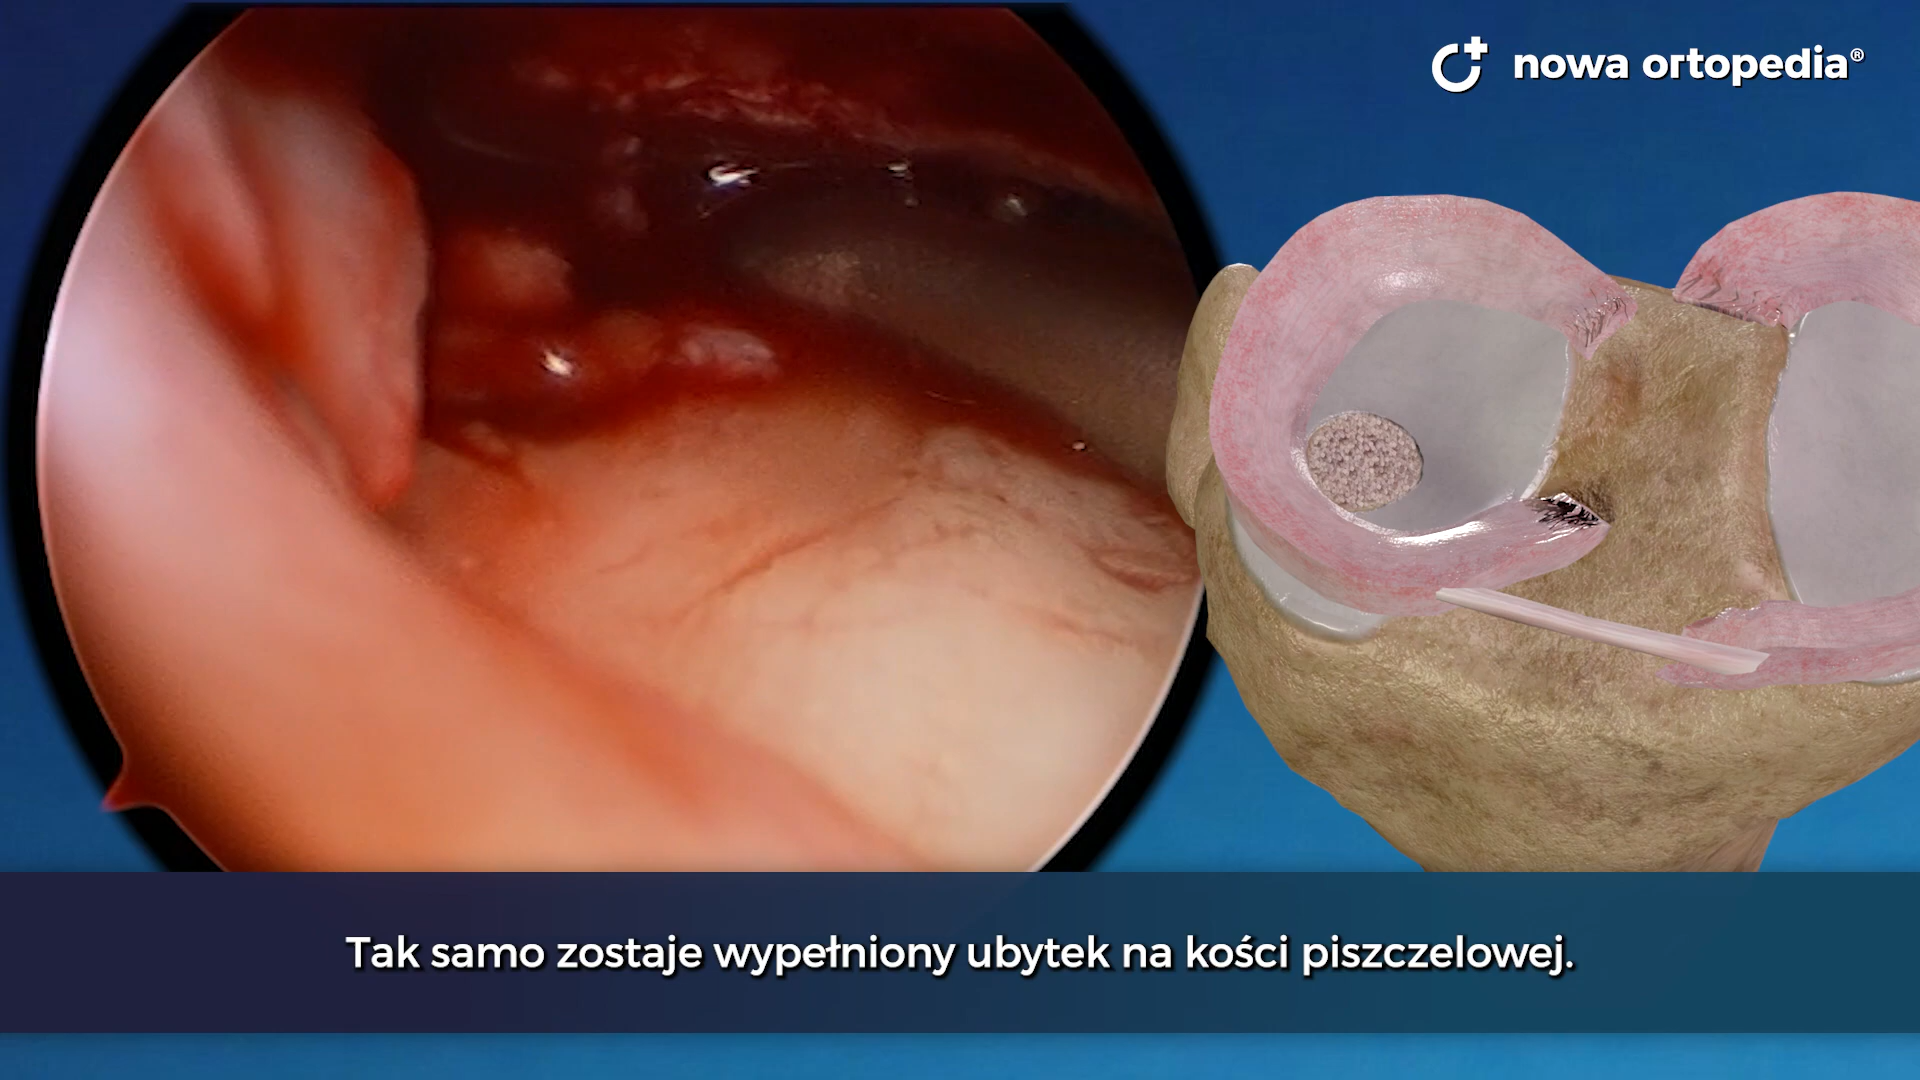 nowa ortopedia®
Tak samo zostaje wypełniony ubytek na kości piszczelowej.